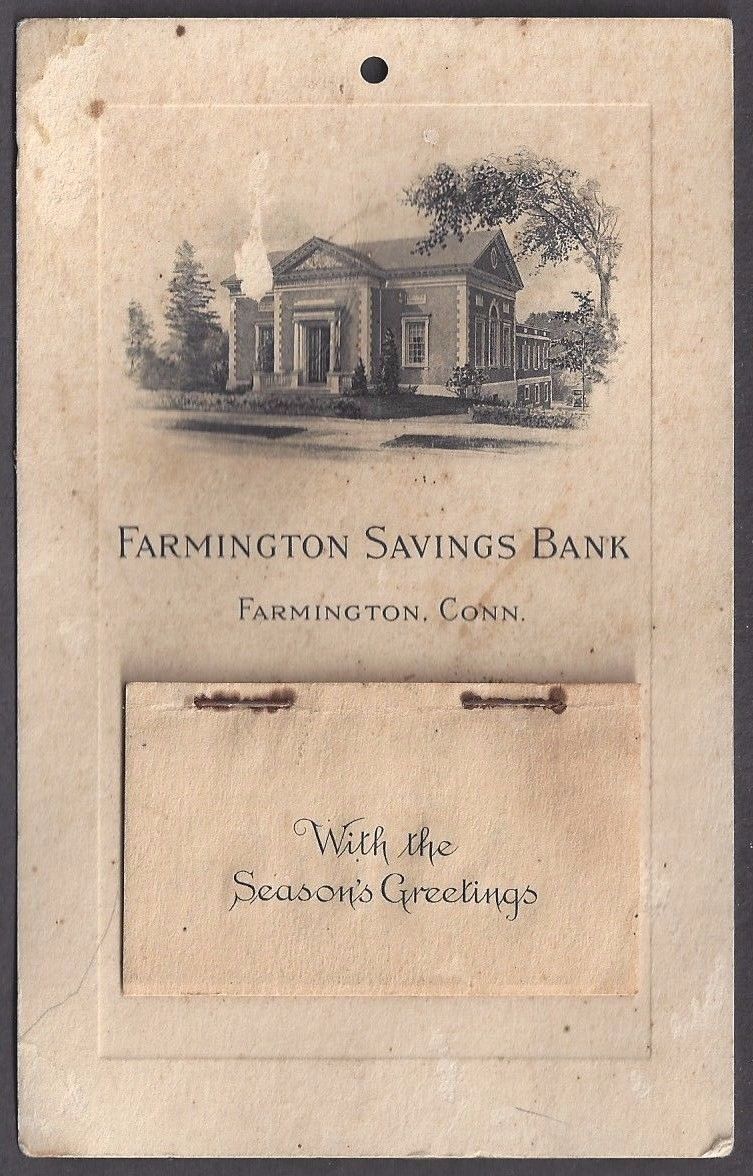 Farmington Savings Bank
Farmington, Conn.
With the
Season's Greetings